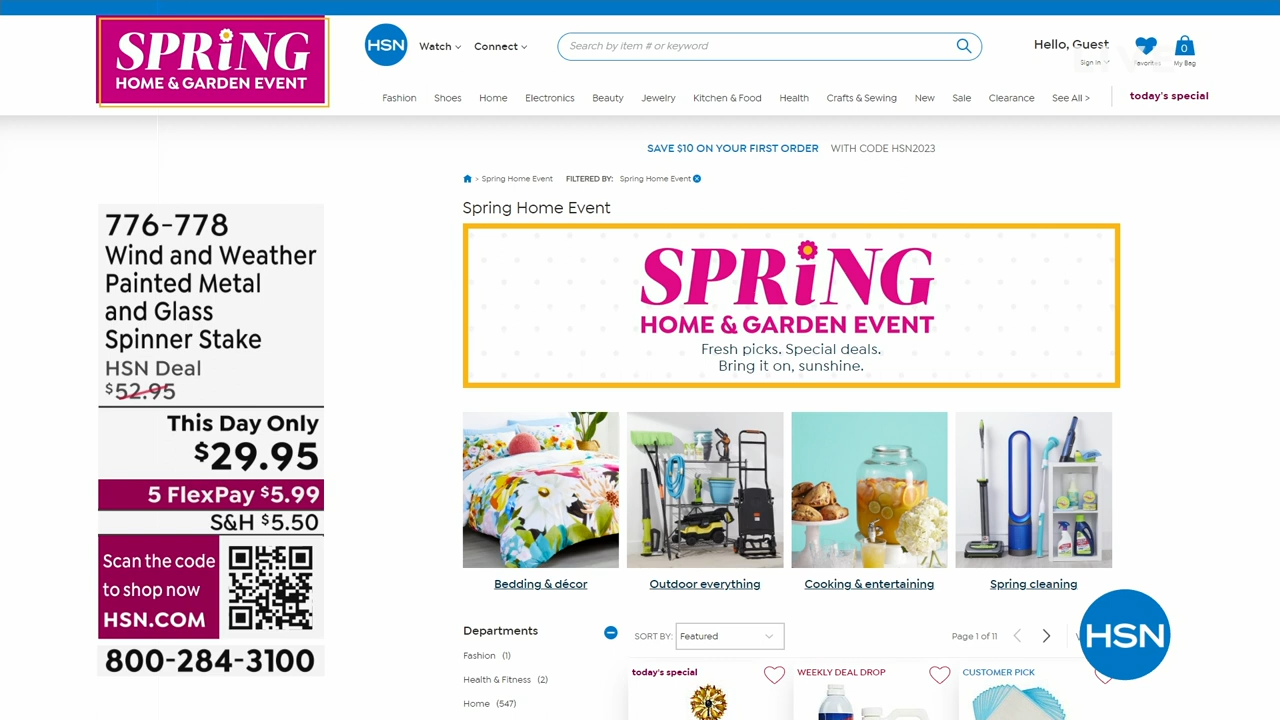 SPRING
HOME & GARDEN EVENT
HSN
Watch
Connect
Search by item # or keyword
Hello, Guest
Sign In
Favorites
0
My Bag
Fashion
Shoes
Home
Electronics
Beauty
Jewelry
Kitchen & Food
Health
Crafts & Sewing
New
Sale
Clearance
See All >
today's special
SAVE $10 ON YOUR FIRST ORDER WITH CODE HSN2023
> Spring Home Event FILTERED BY: Spring Home Event
Spring Home Event
SPRING
HOME & GARDEN EVENT
Fresh picks. Special deals.
Bring it on, sunshine.
776-778
Wind and Weather
Painted Metal
and Glass
Spinner Stake
HSN Deal
$52.95
This Day Only
$29.95
5 FlexPay $5.99
S&H $5.50
Scan the code
to shop now
HSN.COM
800-284-3100
Bedding & décor
Outdoor everything
Cooking & entertaining
Spring cleaning
Departments
Fashion (1)
Health & Fitness (2)
Home (547)
SORT BY: Featured
Page 1 of 11
HSN
today's special
WEEKLY DEAL DROP
CUSTOMER PICK